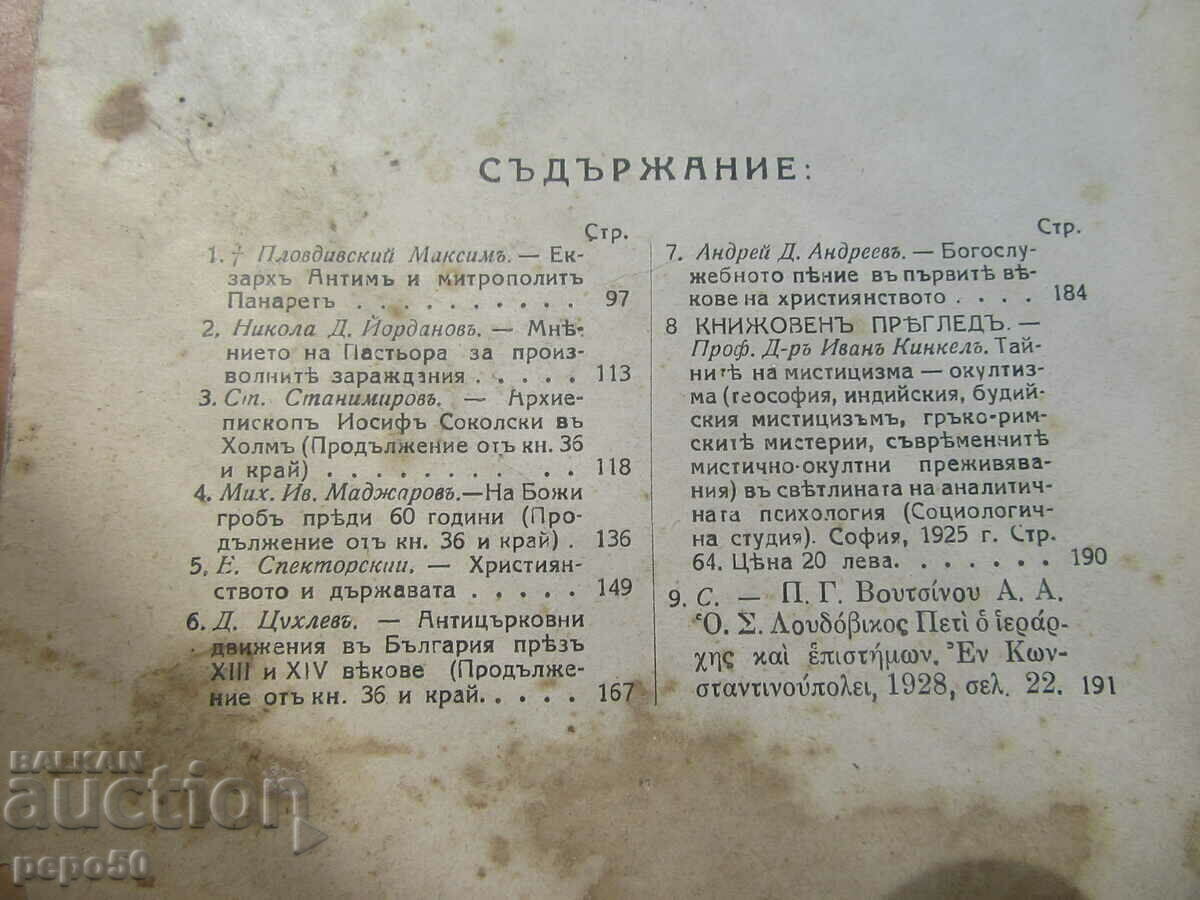 СЪДЪРЖАНИЕ:
Стр.
1. † Пловдивский Максимъ. — Ек-
зархъ Антимъ и митрополитъ
Панаретъ . . . . . . . . . . 97
2. Никола Д. Йордановъ. — Мнѣ-
нието на Пастьора за произ-
волнитѣ зараждания . . . . . 113
3. Ст. Станимировъ. — Архие-
пископъ Иосифъ Соколски въ
Холмъ (Продължение отъ кн. 36
и край) . . . . . . . . . . 118
4. Мих. Ив. Маджаровъ.—На Божи
гробъ прѣди 60 години (Про-
дължение отъ кн. 36 и край) . 136
5. Е. Спекторскии. — Християн-
ството и държавата . . . . . 149
6. Д. Цухлевъ. — Антицърковни
движения въ България прѣзъ
XIII и XIV вѣкове (Продълже-
ние отъ кн. 36 и край. . . . . 167
Стр.
7. Андрей Д. Андреевъ. — Богослу-
жебното пѣние въ първитѣ вѣ-
кове на християнството . . . . 184
8 КНИЖОВЕНЪ ПРѢГЛЕДЪ. —
Проф. Д-ръ Иванъ Кинкелъ. Тай-
нитѣ на мистицизма — окултиз-
ма (теософия, индийския, будий-
ския мистицизъмъ, гръко-рим-
скитѣ мистерии, съврѣменчитѣ
мистично-окултни преживява-
ния) въ свѣтлината на аналитич-
ната психология (Социологич-
на студия). София, 1925 г. Стр.
64. Цѣна 20 лева. . . . . . . 190
9. С. — Π. Γ. Βουτσίνου Α. Α.
Ὁ. Σ. Λουδόβικος Πετὶ ὁ ἱεράρ-
χης καὶ ἐπιστήμων. Ἐν Κων-
σταντινούπολει, 1928, σελ. 22. 191
BALKAN
auction
pepo50